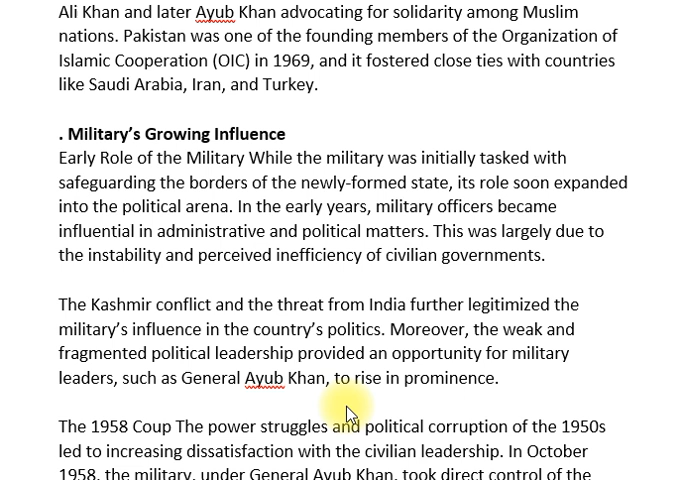 Ali Khan and later Ayub Khan advocating for solidarity among Muslim
nations. Pakistan was one of the founding members of the Organization of
Islamic Cooperation (OIC) in 1969, and it fostered close ties with countries
like Saudi Arabia, Iran, and Turkey.
. Military’s Growing Influence
Early Role of the Military While the military was initially tasked with
safeguarding the borders of the newly-formed state, its role soon expanded
into the political arena. In the early years, military officers became
influential in administrative and political matters. This was largely due to
the instability and perceived inefficiency of civilian governments.
The Kashmir conflict and the threat from India further legitimized the
military’s influence in the country’s politics. Moreover, the weak and
fragmented political leadership provided an opportunity for military
leaders, such as General Ayub Khan, to rise in prominence.
The 1958 Coup The power struggles and political corruption of the 1950s
led to increasing dissatisfaction with the civilian leadership. In October
1958, the military, under General Ayub Khan, took direct control of the